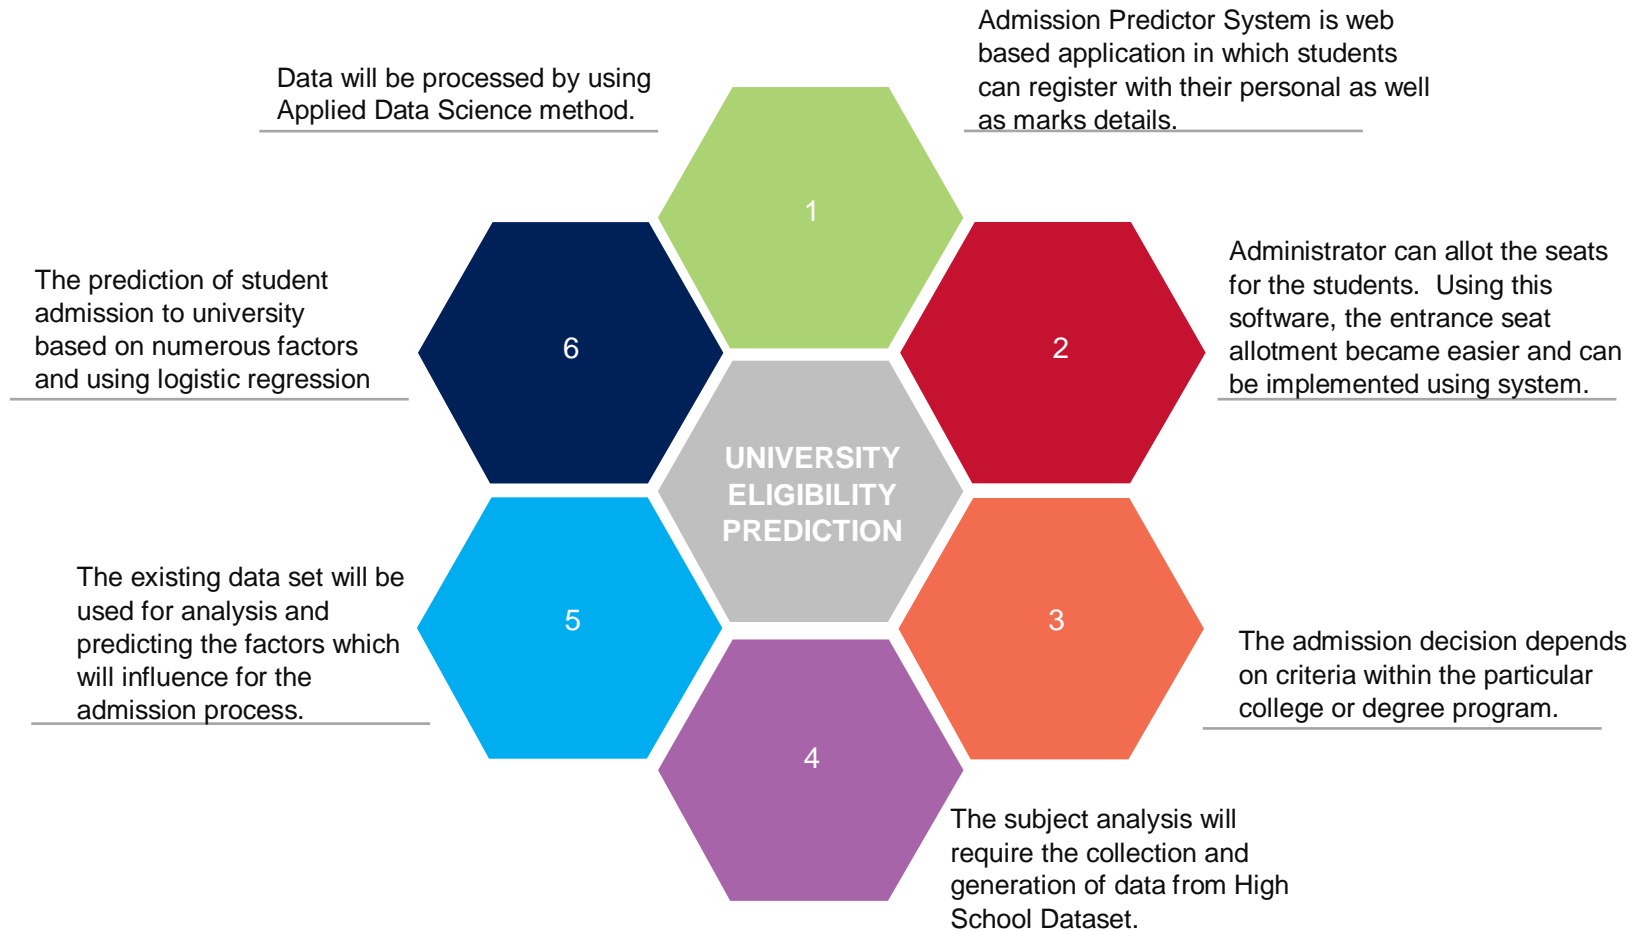 Admission Predictor System is web
based application in which students
can register with their personal as well
as marks details.
Data will be processed by using
Applied Data Science method.
1
Administrator can allot the seats
for the students.  Using this
software, the entrance seat
allotment became easier and can
be implemented using system.
2
The prediction of student
admission to university
based on numerous factors
and using logistic regression
6
UNIVERSITY
ELIGIBILITY
PREDICTION
The existing data set will be
used for analysis and
predicting the factors which
will influence for the
admission process.
5
3
The admission decision depends
on criteria within the particular
college or degree program.
4
The subject analysis will
require the collection and
generation of data from High
School Dataset.